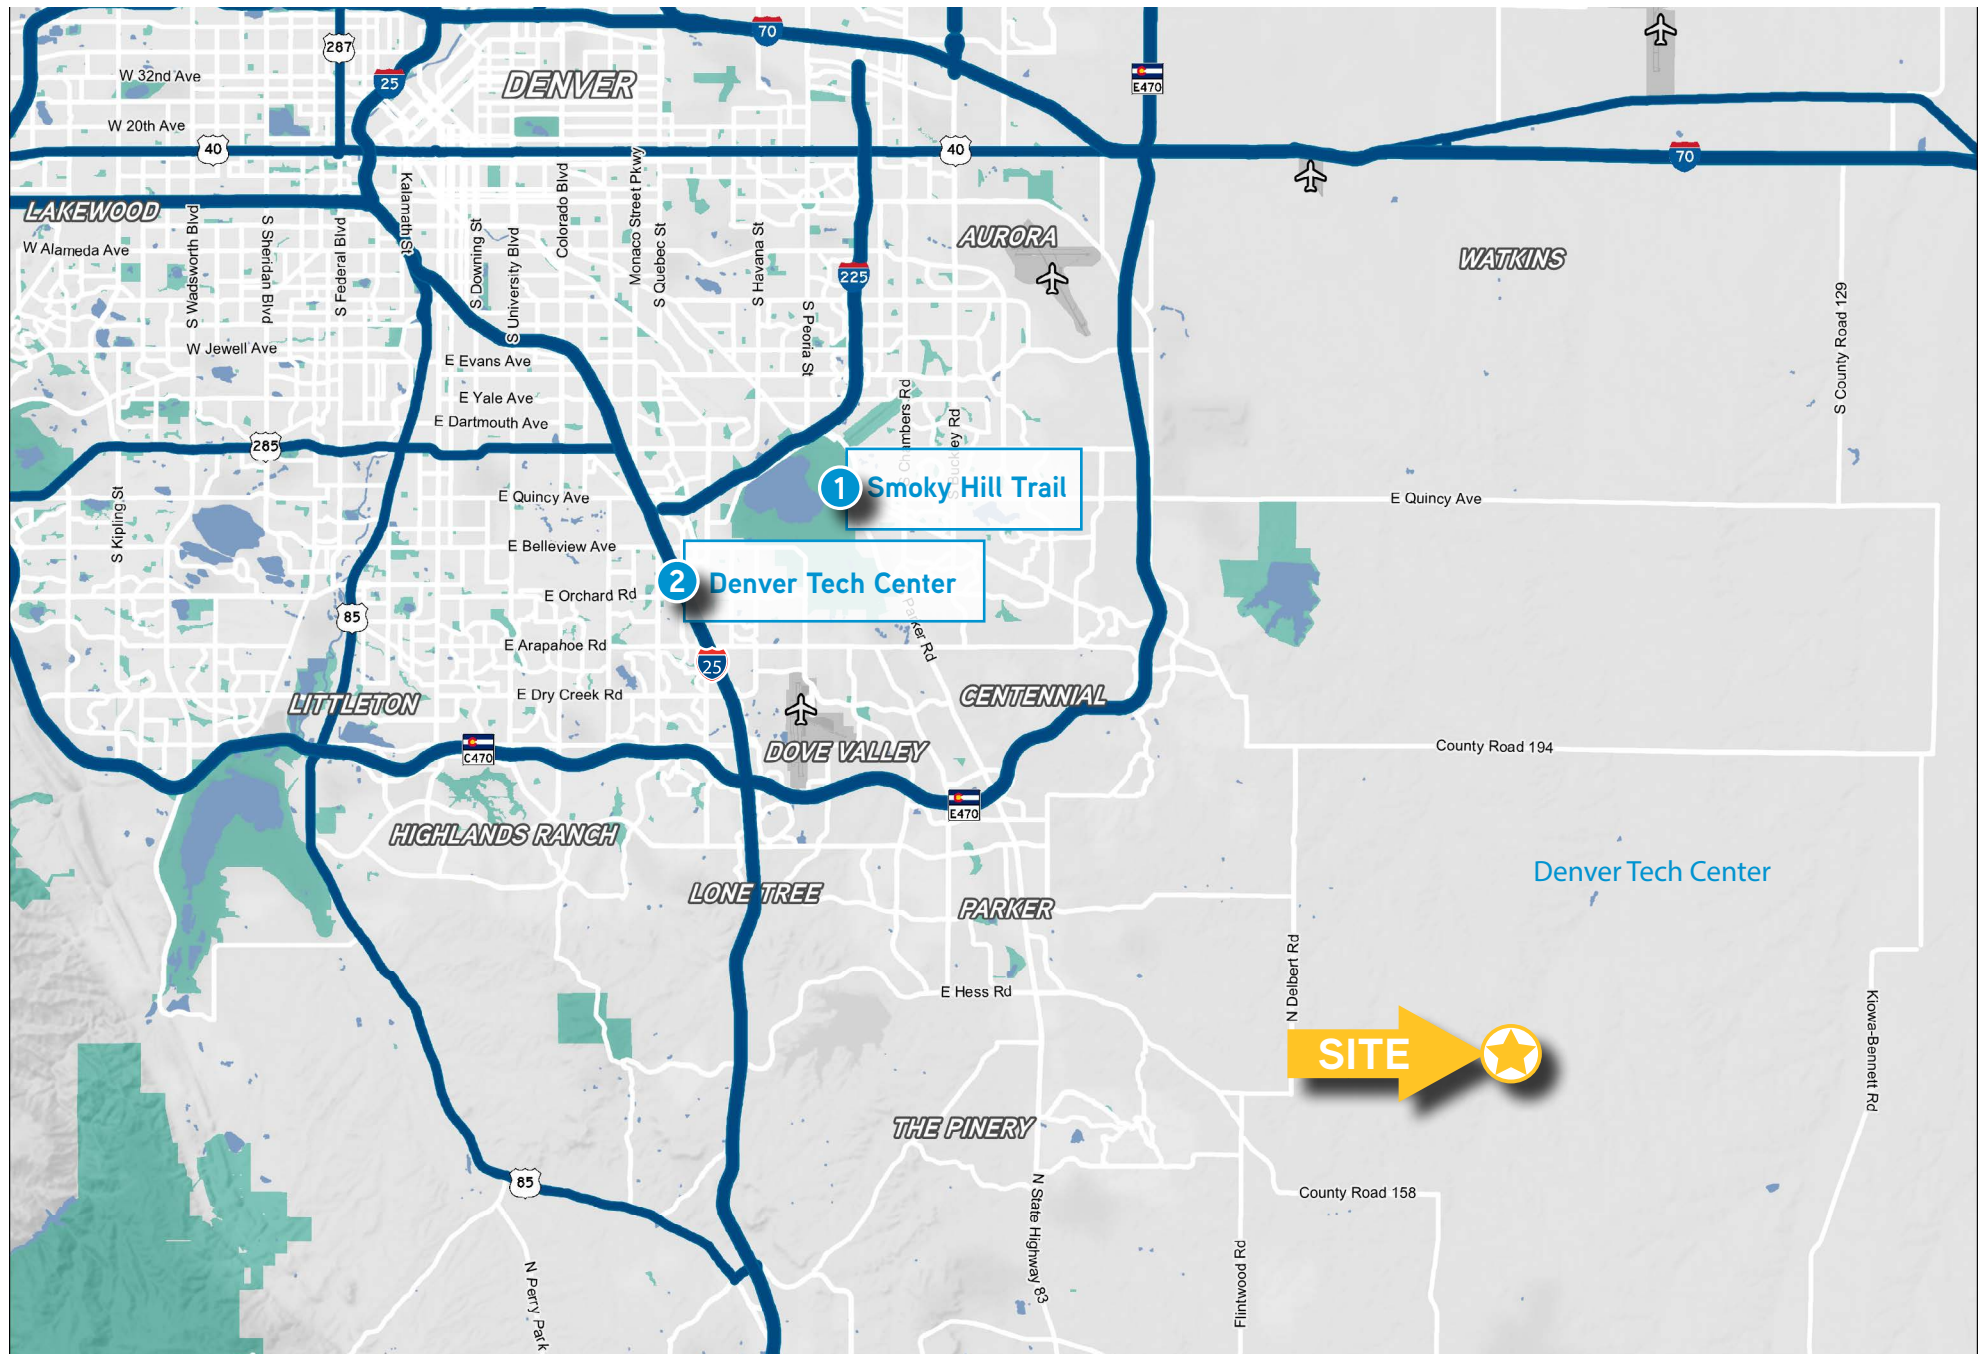 70
287
25
E470
W 32nd Ave
DENVER
W 20th Ave
40
40
70
LAKEWOOD
W Alameda Ave
S Wadsworth Blvd
S Sheridan Blvd
S Federal Blvd
Kalamath St
S Downing St
S University Blvd
Colorado Blvd
Monaco Street Pkwy
S Quebec St
S Havana St
S Peoria St
225
AURORA
WATKINS
S County Road 129
W Jewell Ave
E Evans Ave
E Yale Ave
E Dartmouth Ave
S Chambers Rd
S Buckley Rd
285
S Kipling St
E Quincy Ave
1 Smoky Hill Trail
E Quincy Ave
E Belleview Ave
2 Denver Tech Center
E Orchard Rd
85
E Arapahoe Rd
Parker Rd
25
E Dry Creek Rd
LITTLETON
CENTENNIAL
C470
DOVE VALLEY
County Road 194
E470
HIGHLANDS RANCH
Denver Tech Center
LONE TREE
PARKER
N Delbert Rd
E Hess Rd
Kiowa-Bennett Rd
SITE
THE PINERY
85
County Road 158
N State Highway 83
N Perry Park
Flintwood Rd